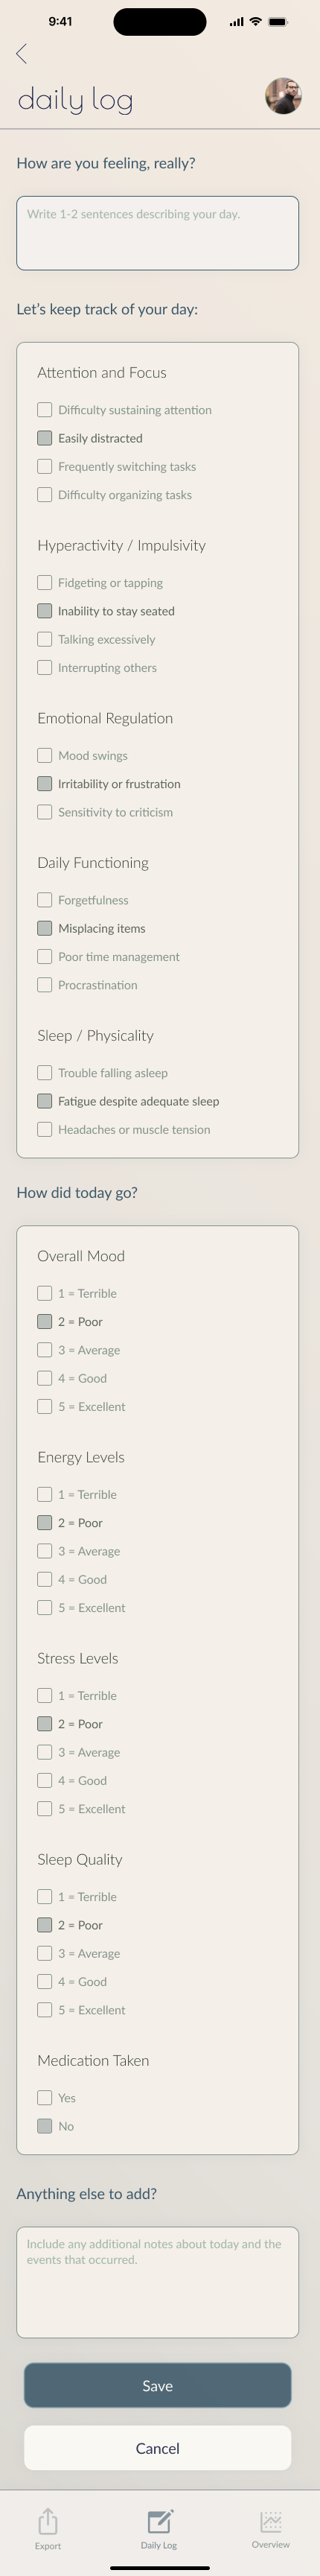 9:41
daily log
How are you feeling, really?
Write 1-2 sentences describing your day.
Let's keep track of your day:
Attention and Focus
Difficulty sustaining attention
Easily distracted
Frequently switching tasks
Difficulty organizing tasks
Hyperactivity / Impulsivity
Fidgeting or tapping
Inability to stay seated
Talking excessively
Interrupting others
Emotional Regulation
Mood swings
Irritability or frustration
Sensitivity to criticism
Daily Functioning
Forgetfulness
Misplacing items
Poor time management
Procrastination
Sleep / Physicality
Trouble falling asleep
Fatigue despite adequate sleep
Headaches or muscle tension
How did today go?
Overall Mood
1 = Terrible
2 = Poor
3 = Average
4 = Good
5 = Excellent
Energy Levels
1 = Terrible
2 = Poor
3 = Average
4 = Good
5 = Excellent
Stress Levels
1 = Terrible
2 = Poor
3 = Average
4 = Good
5 = Excellent
Sleep Quality
1 = Terrible
2 = Poor
3 = Average
4 = Good
5 = Excellent
Medication Taken
Yes
No
Anything else to add?
Include any additional notes about today and the
events that occurred.
Save
Cancel
Export
Daily Log
Overview